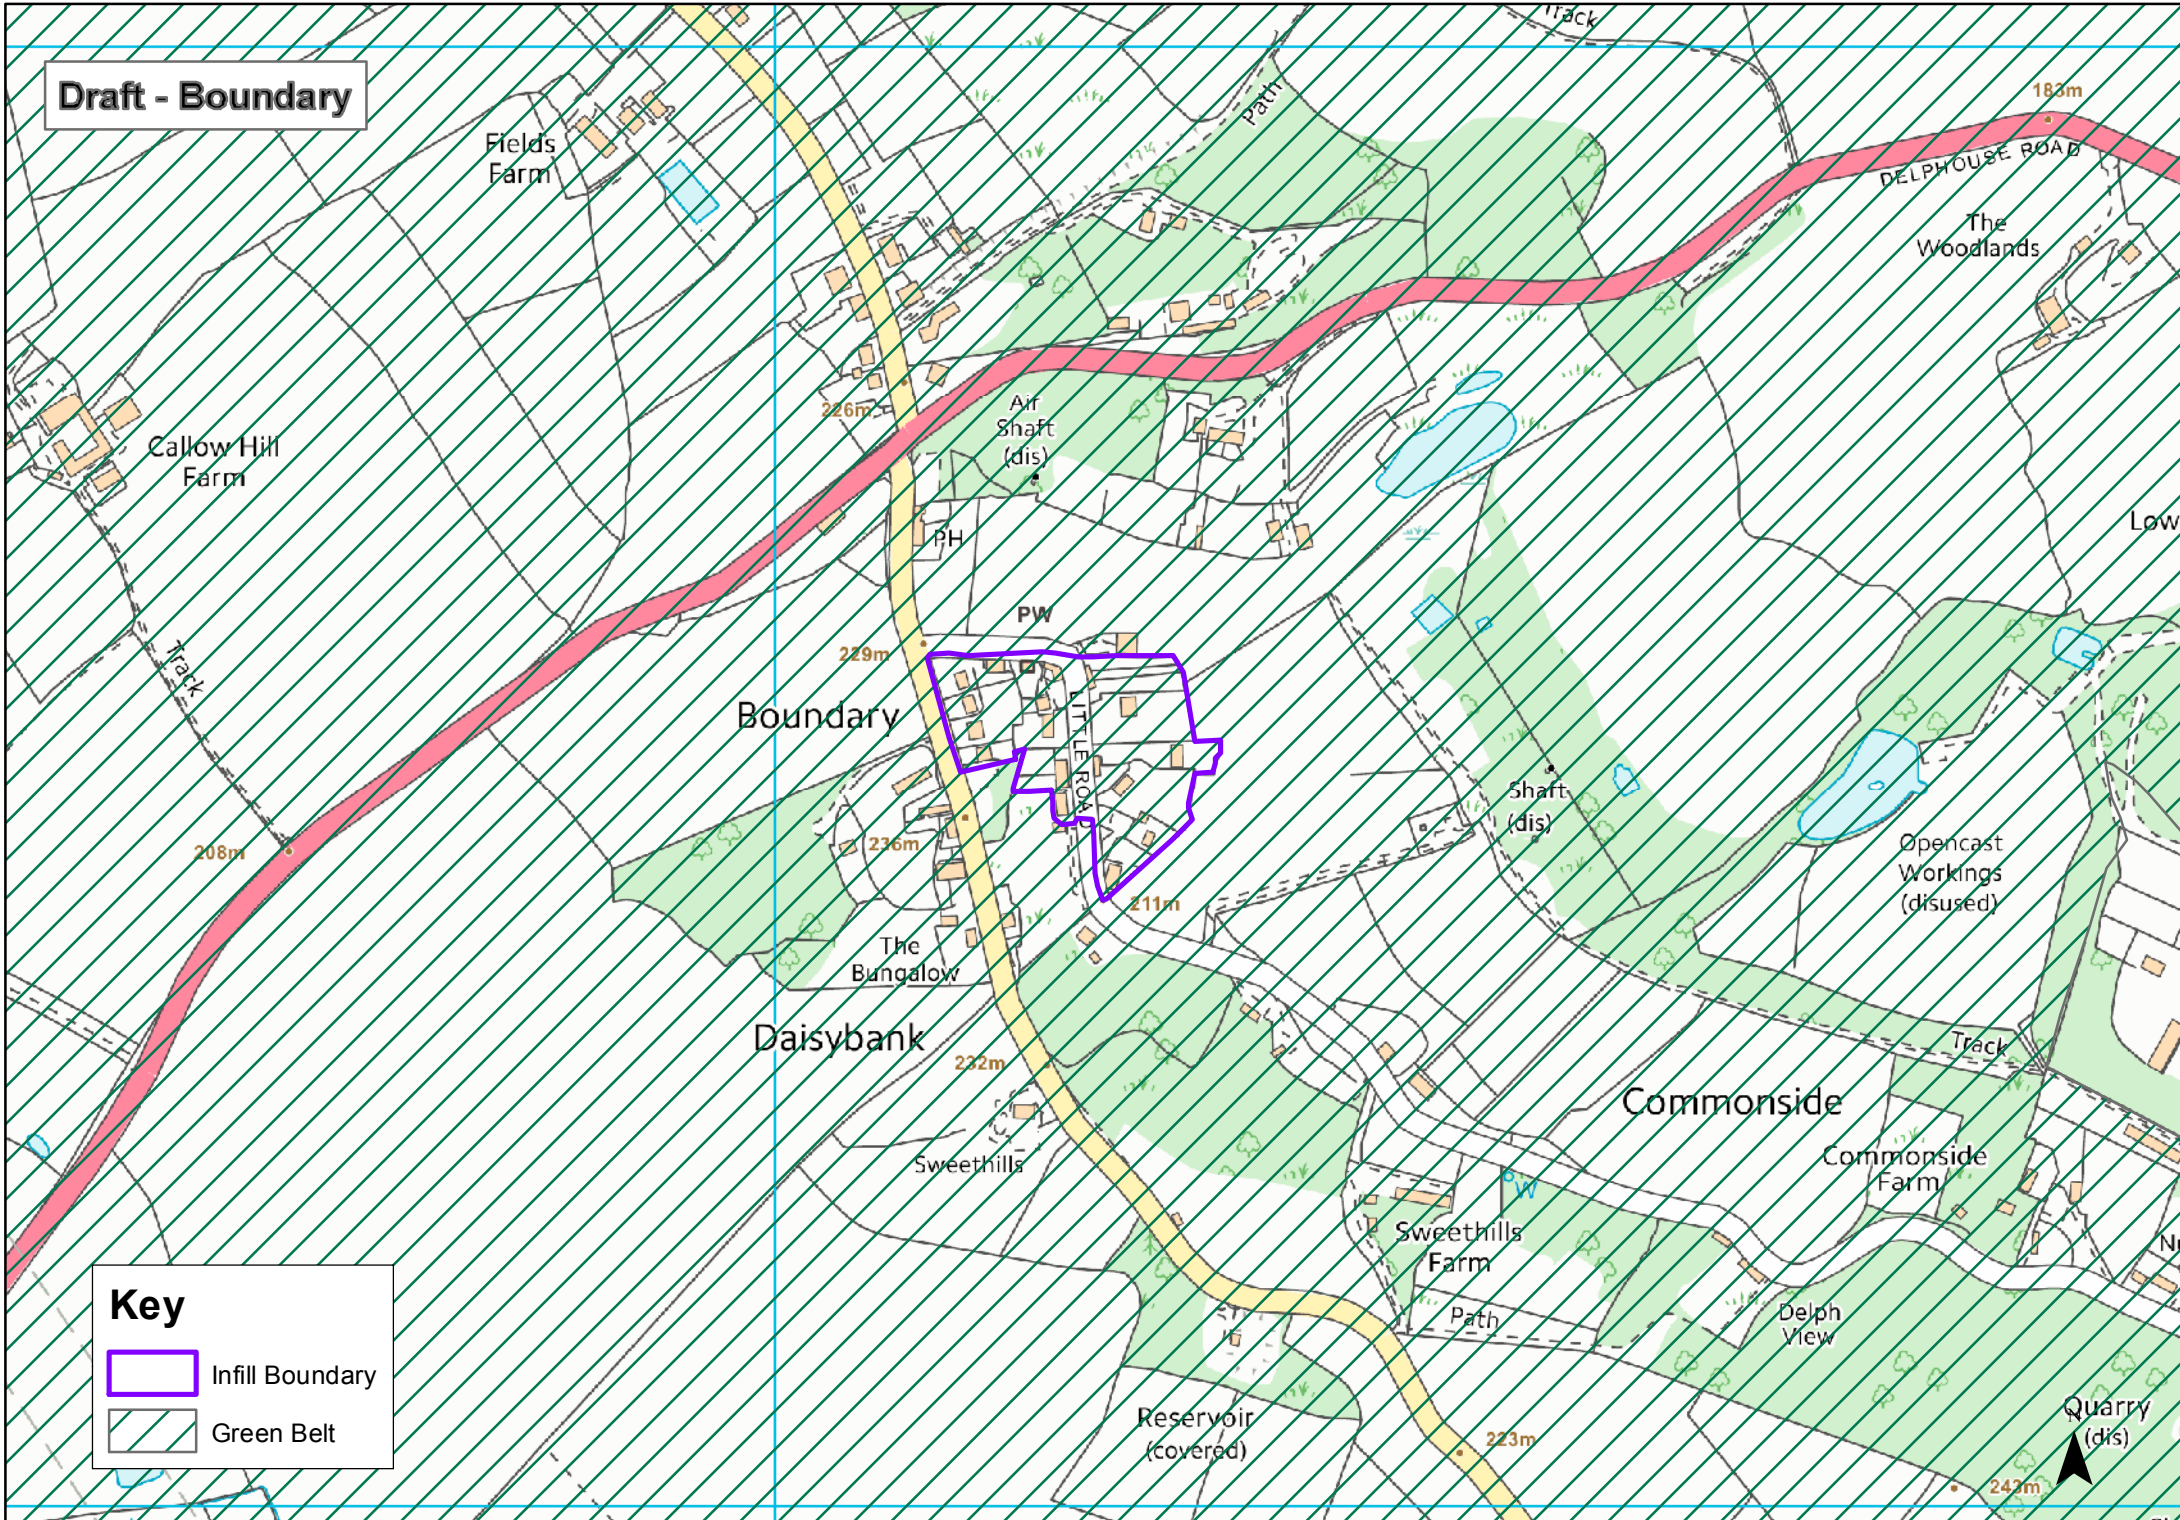 Draft - Boundary
Track
Path
183m
DELPHOUSE ROAD
Fields
Farm
The
Woodlands
226m
Air
Shaft
(dis)
Callow Hill
Farm
PH
Low
PW
229m
Track
Boundary
LITTLE ROAD
Shaft
(dis)
208m
236m
Opencast
Workings
(disused)
211m
The
Bungalow
Daisybank
232m
Track
Commonside
Commonside
Farm
Sweethills
W
Sweethills
Farm
Path
Delph
View
Key
Infill Boundary
Green Belt
Reservoir
(covered)
223m
Quarry
(dis)
N
243m